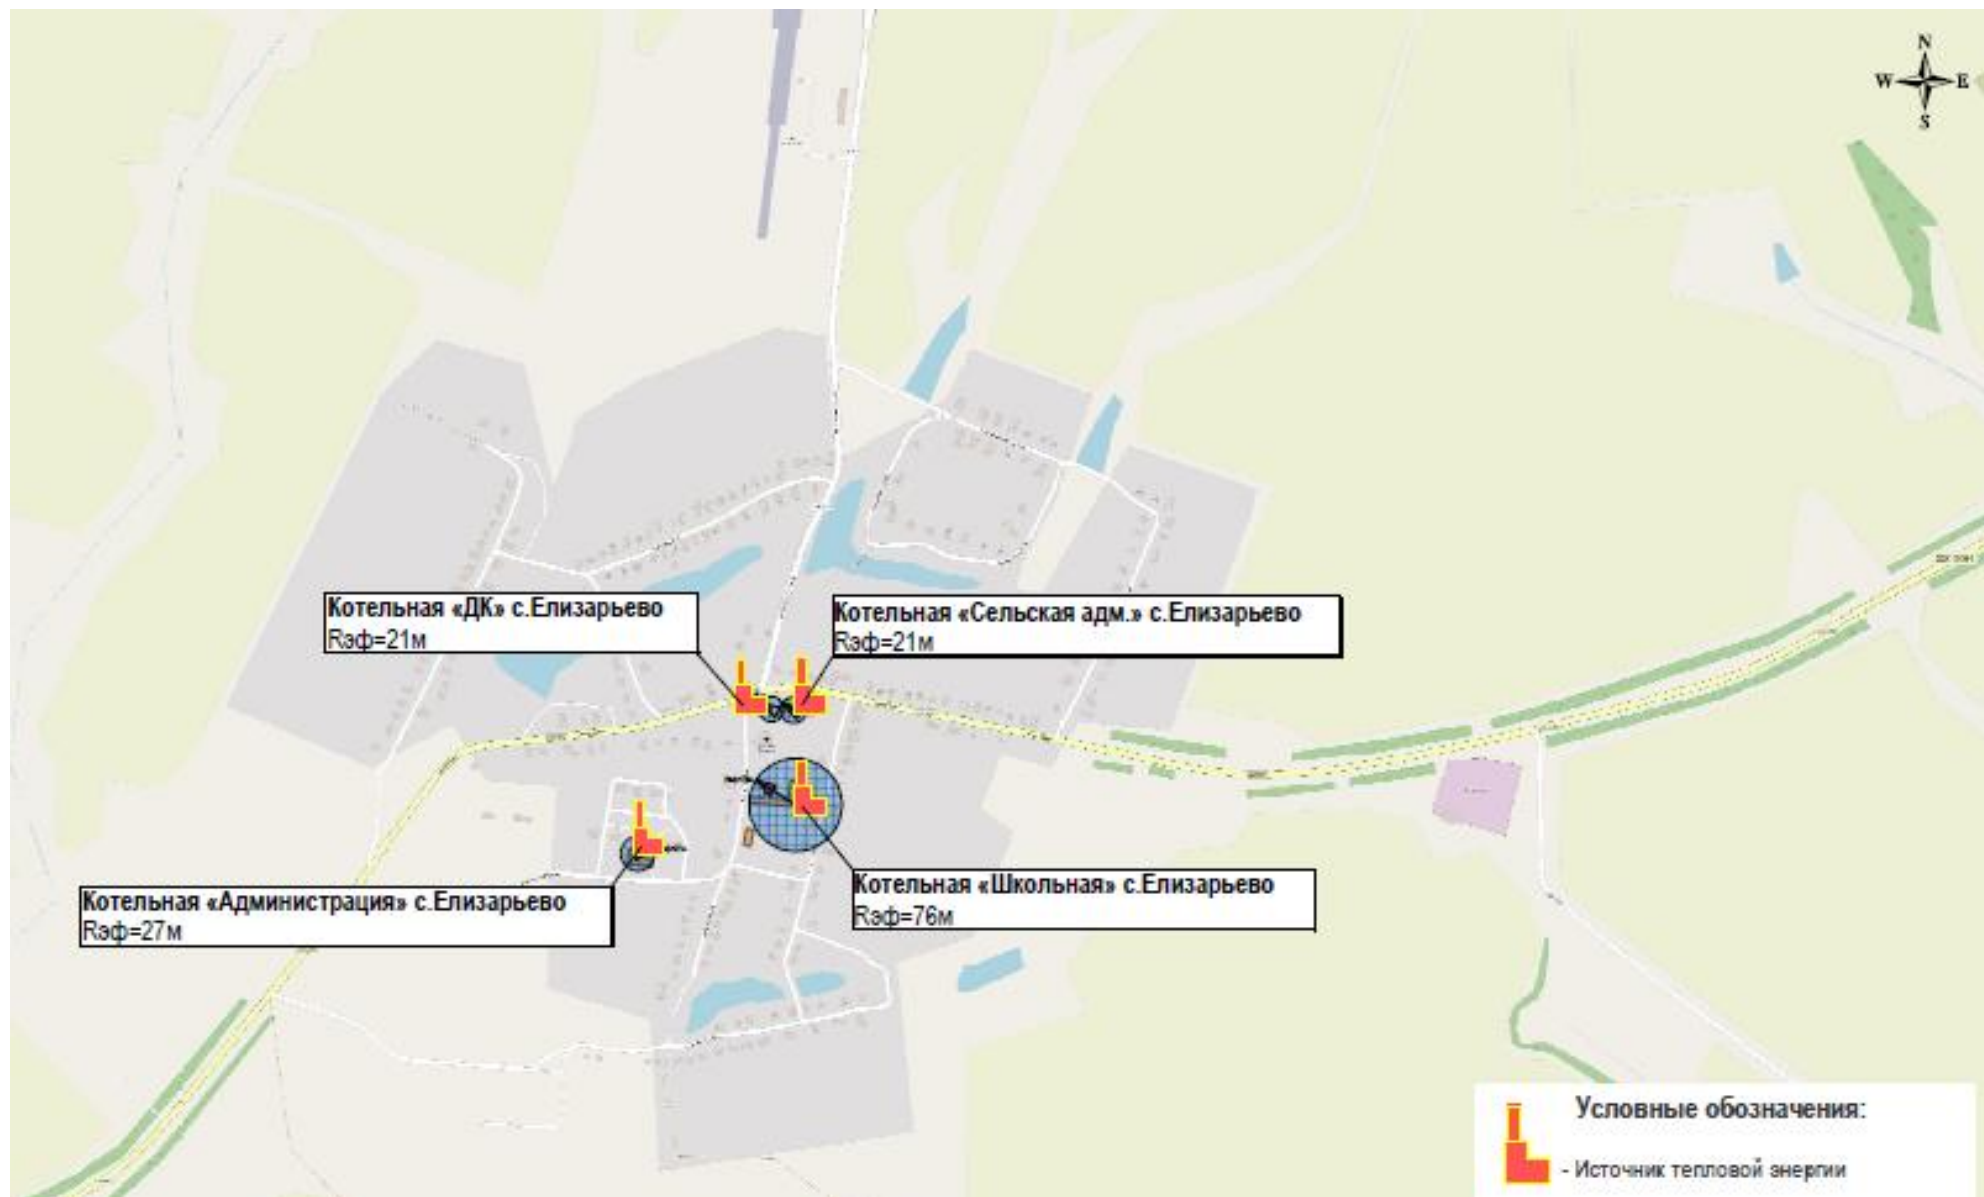 N
W E
S
Котельная «ДК» с.Елизарьево
Rэф=21м
Котельная «Сельская адм.» с.Елизарьево
Rэф=21м
Котельная «Администрация» с.Елизарьево
Rэф=27м
Котельная «Школьная» с.Елизарьево
Rэф=76м
Условные обозначения:
- Источник тепловой энергии